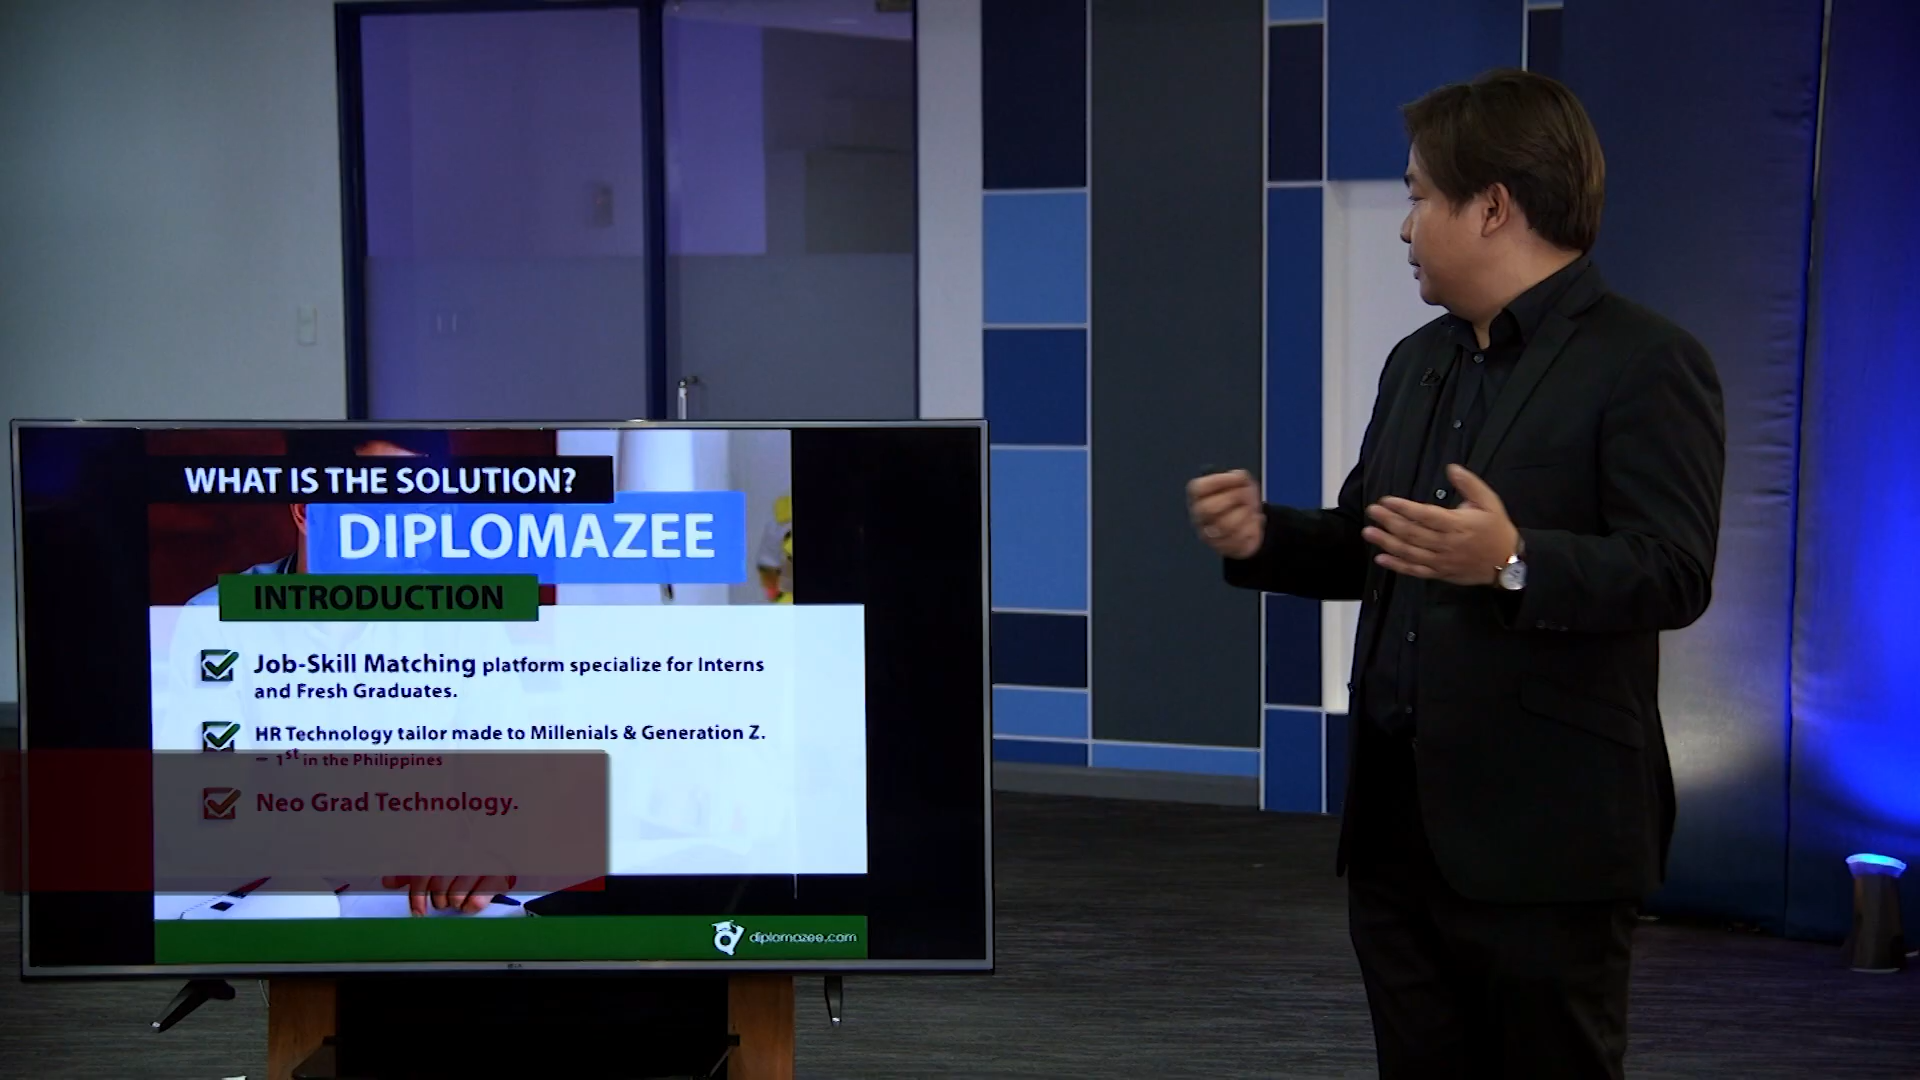 WHAT IS THE SOLUTION?
DIPLOMAZEE
INTRODUCTION
Job-Skill Matching platform specialize for Interns
and Fresh Graduates.
HR Technology tailor made to Millenials & Generation Z.
– 1st in the Philippines
Neo Grad Technology.
diplomazee.com
LG